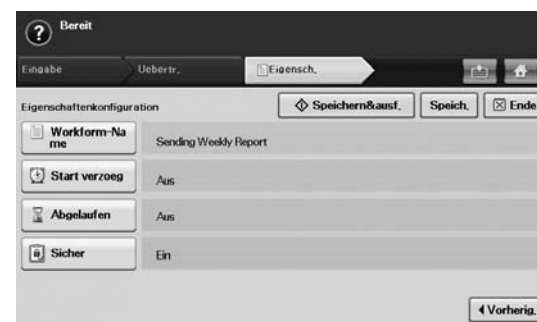 Bereit
Eingabe
Uebertr.
Eigensch.
Eigenschaftenkonfiguration
Speichern&ausf.
Speich.
Ende
Workform-Na
me
Sending Weekly Report
Start verzoeg
Aus
Abgelaufen
Aus
Sicher
Ein
Vorherig.